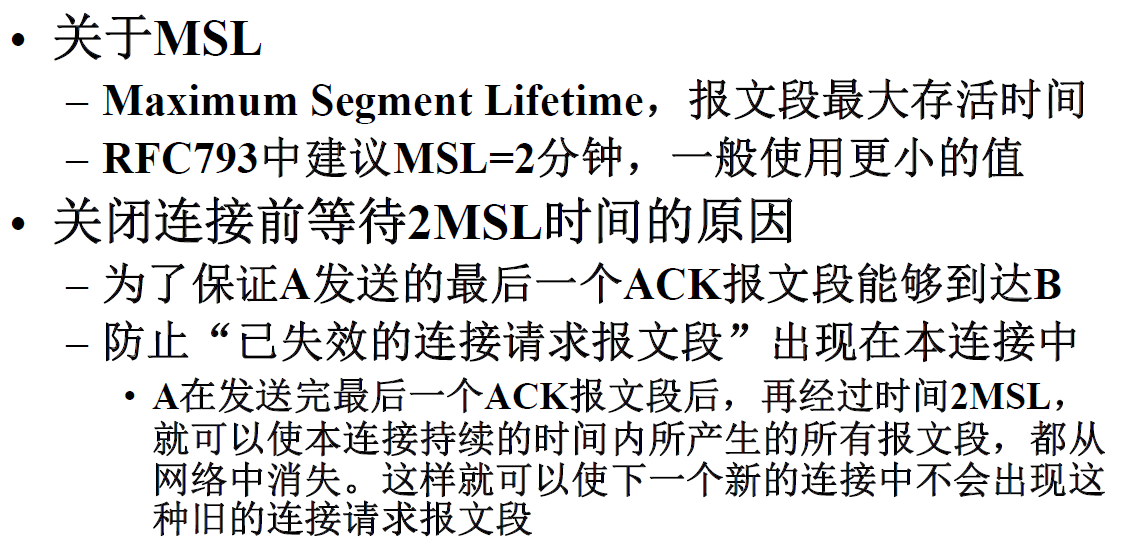 • 关于MSL
– Maximum Segment Lifetime，报文段最大存活时间
– RFC793中建议MSL=2分钟，一般使用更小的值
• 关闭连接前等待2MSL时间的原因
– 为了保证A发送的最后一个ACK报文段能够到达B
– 防止“已失效的连接请求报文段”出现在本连接中
• A在发送完最后一个ACK报文段后，再经过时间2MSL，
就可以使本连接持续的时间内所产生的所有报文段，都从
网络中消失。这样就可以使下一个新的连接中不会出现这
种旧的连接请求报文段